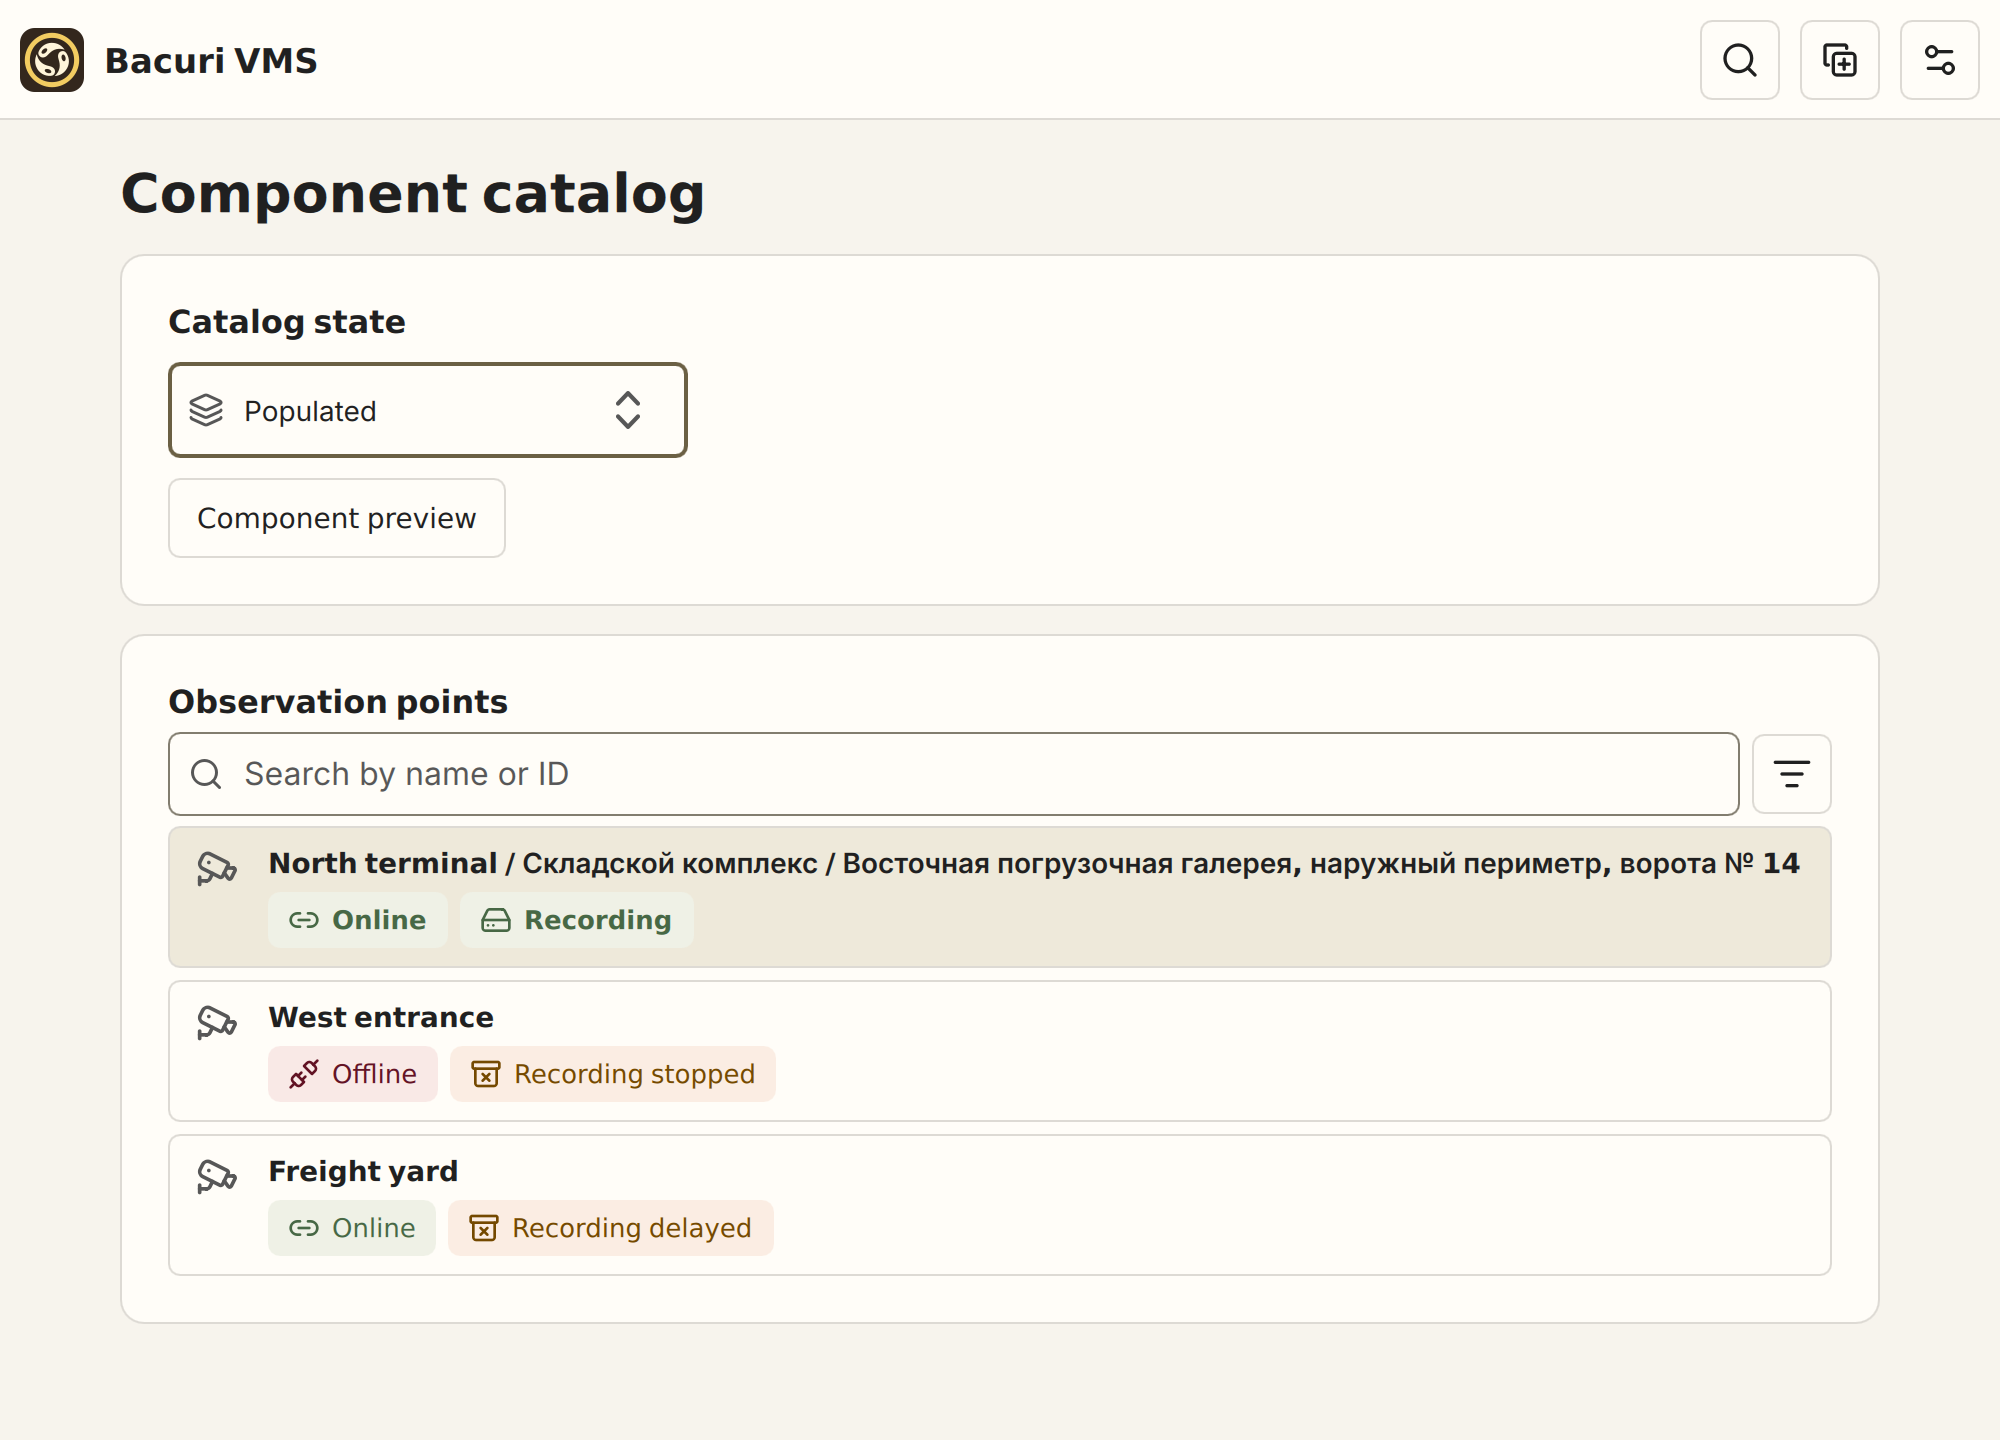 Bacuri VMS
Component catalog
Catalog state
Populated
Component preview
Observation points
Search by name or ID
North terminal / Складской комплекс / Восточная погрузочная галерея, наружный периметр, ворота № 14
Online
Recording
West entrance
Offline
Recording stopped
Freight yard
Online
Recording delayed